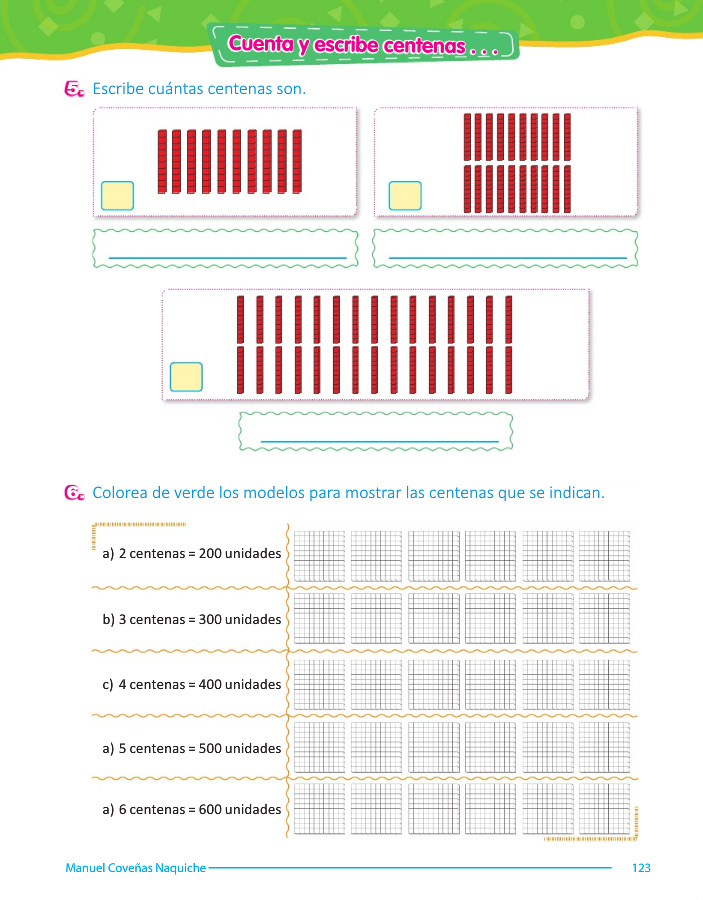 Cuenta y escribe centenas . . .
5. Escribe cuántas centenas son.
6. Colorea de verde los modelos para mostrar las centenas que se indican.
a) 2 centenas = 200 unidades
b) 3 centenas = 300 unidades
c) 4 centenas = 400 unidades
a) 5 centenas = 500 unidades
a) 6 centenas = 600 unidades
Manuel Coveñas Naquiche 123